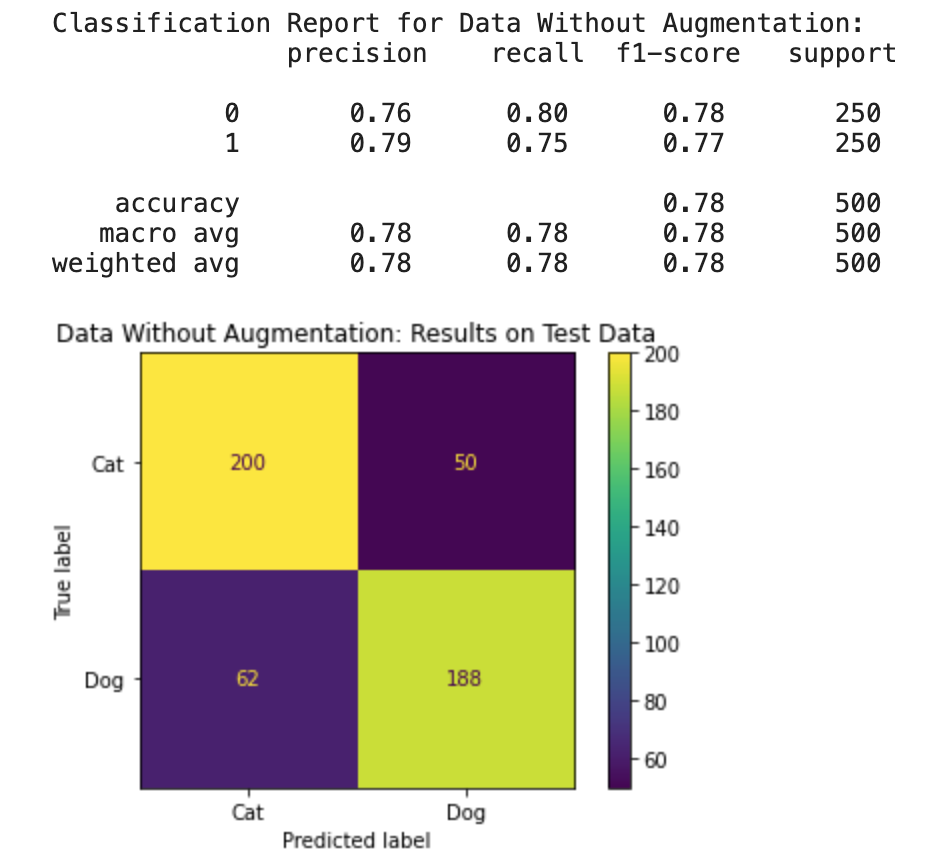 Classification Report for Data Without Augmentation:
precision recall f1-score support
0 0.76 0.80 0.78 250
1 0.79 0.75 0.77 250
accuracy 0.78 500
macro avg 0.78 0.78 0.78 500
weighted avg 0.78 0.78 0.78 500
Data Without Augmentation: Results on Test Data
True label
Cat
200 50
Dog
62 188
Cat Dog
Predicted label
200
180
160
140
120
100
80
60